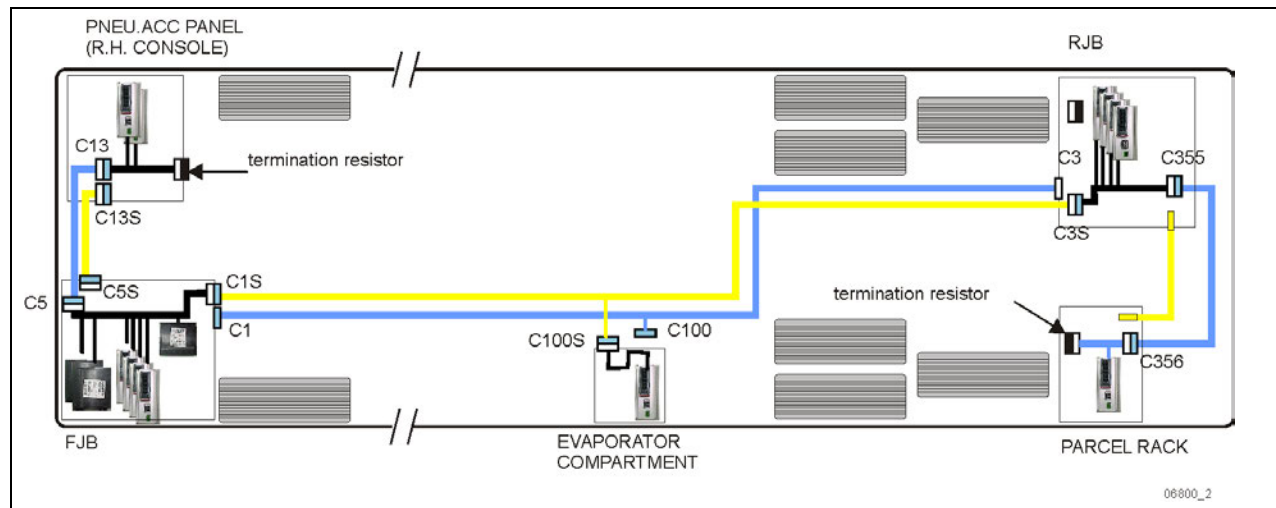 PNEU.ACC PANEL
(R.H. CONSOLE)
RJB
C13
termination resistor
C3
C355
C13S
C3S
C5
C5S
C1S
C1
termination resistor
C100S
C100
C356
FJB
EVAPORATOR
COMPARTMENT
PARCEL RACK
06800_2